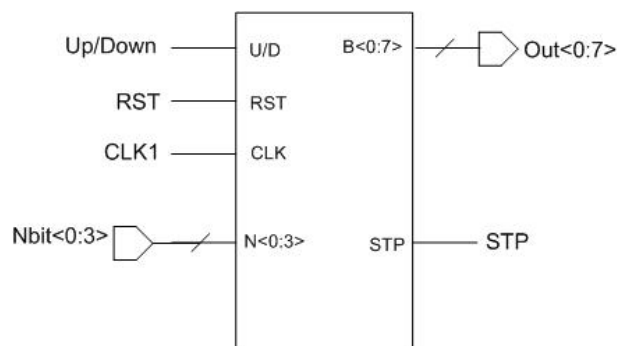 Up/Down U/D B<0:7> Out<0:7>
RST RST
CLK1 CLK
Nbit<0:3> N<0:3> STP STP